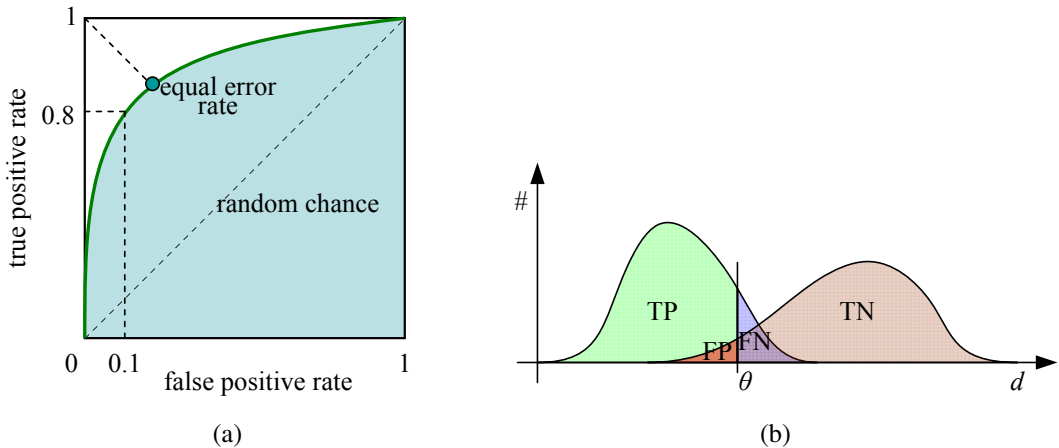 1
equal error
rate
0.8
true positive rate
random chance
0
0.1
1
false positive rate
(a)
#
TP
FP
FN
TN
θ
d
(b)